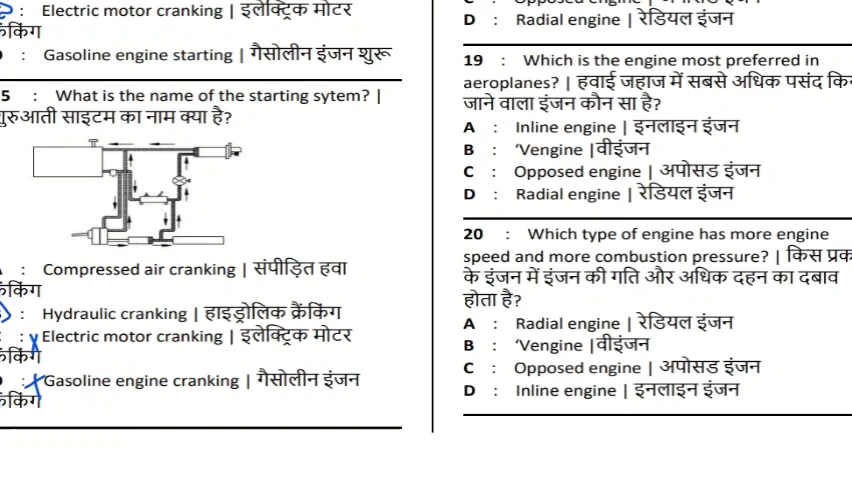 : Electric motor cranking | इलेक्ट्रिक मोटर
: Gasoline engine starting | गैसोलीन इंजन शुरू
5 : What is the name of the starting sytem? |
शुरुआती साइटम का नाम क्या है?
: Compressed air cranking | संपीड़ित हवा
: Hydraulic cranking | हाइड्रोलिक क्रैंकिंग
: Electric motor cranking | इलेक्ट्रिक मोटर
: Gasoline engine cranking | गैसोलीन इंजन
D : Radial engine | रेडियल इंजन
19 : Which is the engine most preferred in
aeroplanes? | हवाई जहाज में सबसे अधिक पसंद
जाने वाला इंजन कौन सा है?
A : Inline engine | इनलाइन इंजन
B : ‘Vengine |वीइंजन
C : Opposed engine | अपोसड इंजन
D : Radial engine | रेडियल इंजन
20 : Which type of engine has more engine
speed and more combustion pressure? | किस
के इंजन में इंजन की गति और अधिक दहन का दबाव
होता है?
A : Radial engine | रेडियल इंजन
B : ‘Vengine |वीइंजन
C : Opposed engine | अपोसड इंजन
D : Inline engine | इनलाइन इंजन